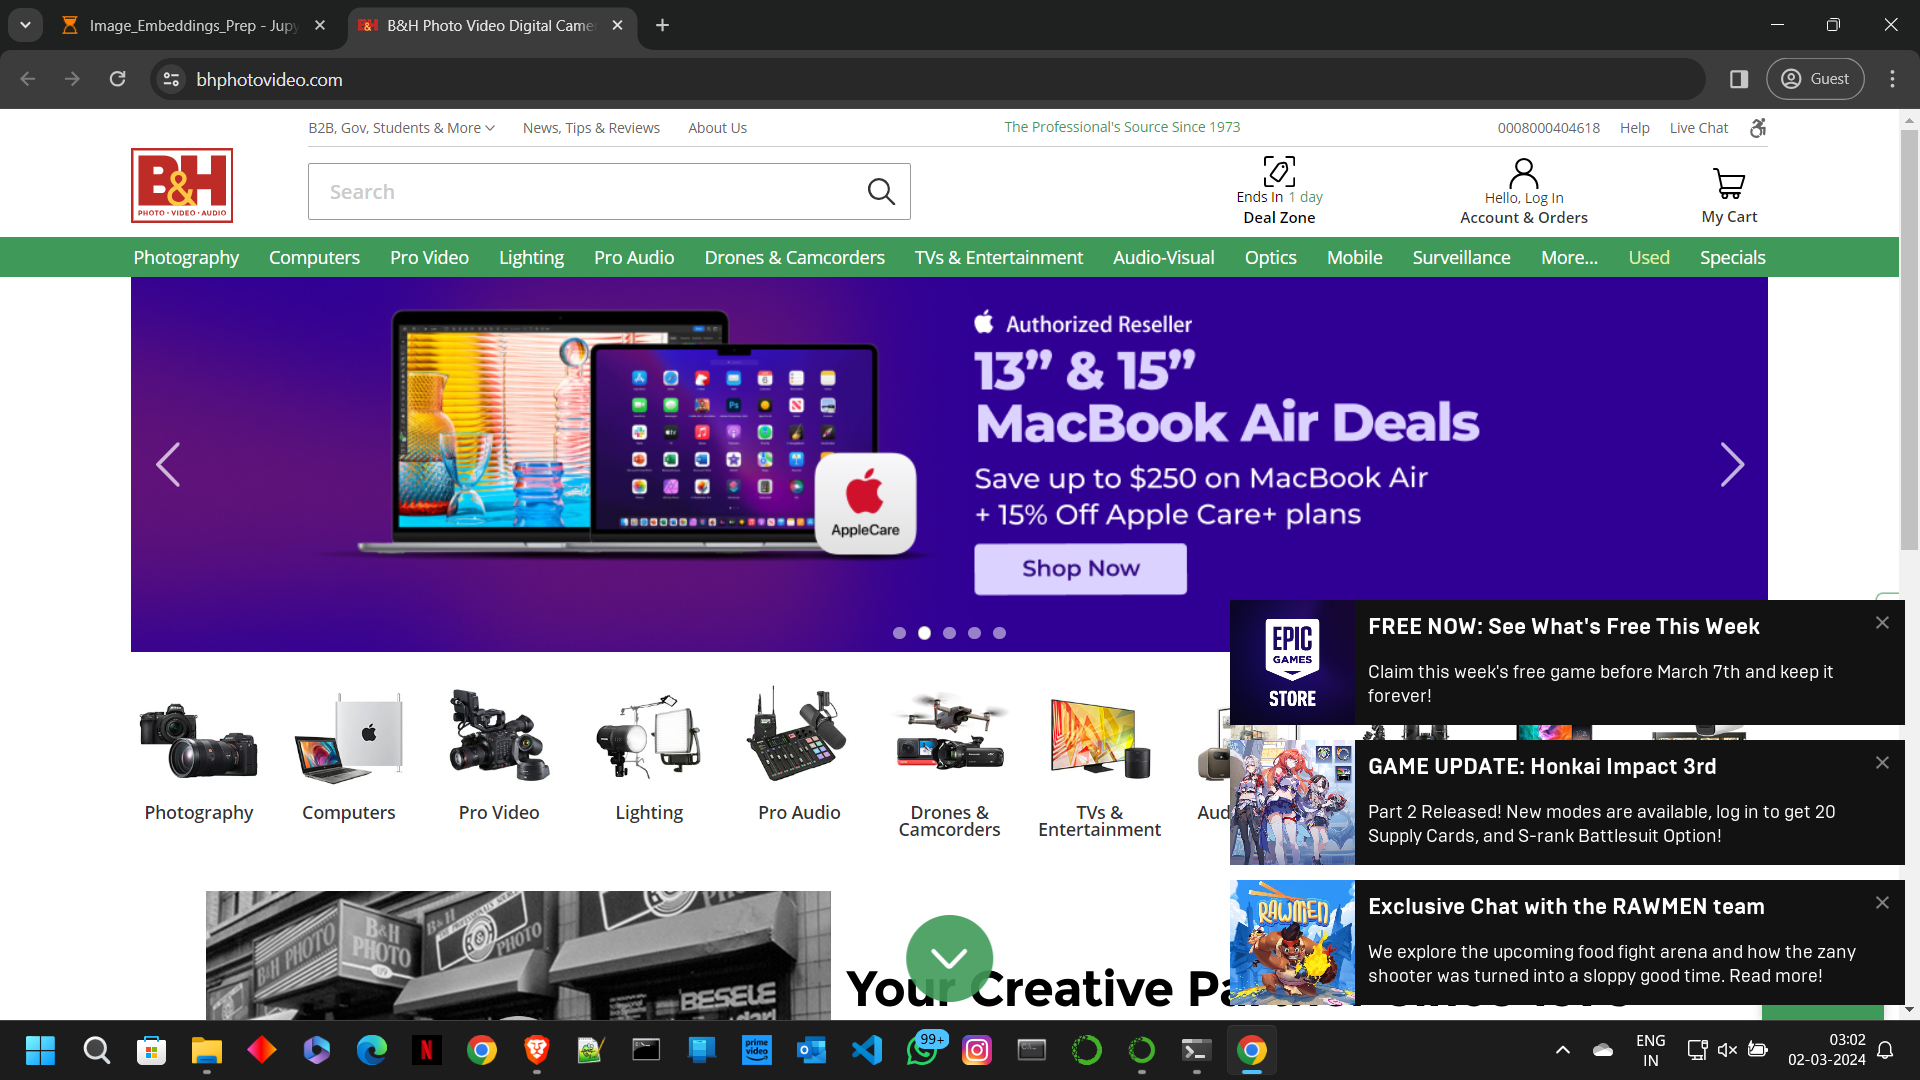 Image_Embeddings_Prep - Jupy
B&H Photo Video Digital Came
bhphotovideo.com
Guest
B2B, Gov, Students & More
News, Tips & Reviews
About Us
The Professional's Source Since 1973
0008000404618
Help
Live Chat
B&H
PHOTO · VIDEO · AUDIO
Search
Ends In 1 day
Deal Zone
Hello, Log In
Account & Orders
My Cart
Photography
Computers
Pro Video
Lighting
Pro Audio
Drones & Camcorders
TVs & Entertainment
Audio-Visual
Optics
Mobile
Surveillance
More...
Used
Specials
Authorized Reseller
13” & 15”
MacBook Air Deals
Save up to $250 on MacBook Air
+ 15% Off Apple Care+ plans
Shop Now
AppleCare
Photography
Computers
Pro Video
Lighting
Pro Audio
Drones &
Camcorders
TVs &
Entertainment
Aud
EPIC
GAMES
STORE
FREE NOW: See What's Free This Week
Claim this week's free game before March 7th and keep it
forever!
GAME UPDATE: Honkai Impact 3rd
Part 2 Released! New modes are available, log in to get 20
Supply Cards, and S-rank Battlesuit Option!
RAWMEN
Exclusive Chat with the RAWMEN team
We explore the upcoming food fight arena and how the zany
shooter was turned into a sloppy good time. Read more!
B&H PHOTO
B&H
PHOTO
PHOTO
BESELER
Your Creative Pa
99+
prime
video
ENG
IN
03:02
02-03-2024